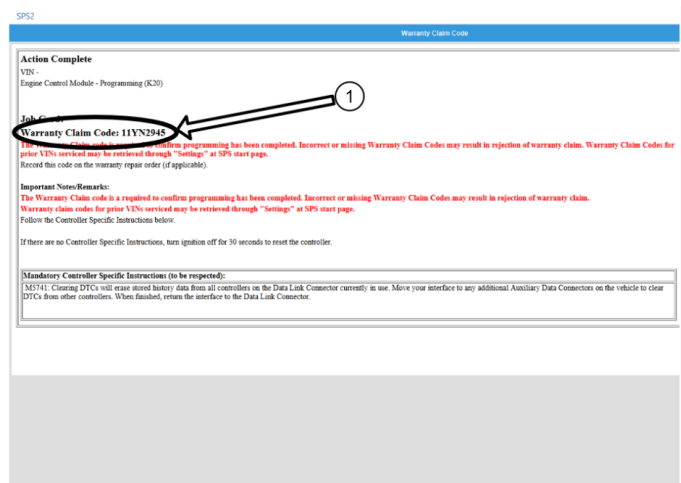 SPS2
Warranty Claim Code
Action Complete
VIN -
Engine Control Module - Programming (K20)
1
Warranty Claim Code: 11YN2945
The Warranty Claim code is a required to confirm programming has been completed. Incorrect or missing Warranty Claim Codes may result in rejection of warranty claim. Warranty Claim Codes for
prior VINs serviced may be retrieved through "Settings" at SPS start page.
Record this code on the warranty repair order (if applicable).
Important Notes/Remarks:
The Warranty Claim code is a required to confirm programming has been completed. Incorrect or missing Warranty Claim Codes may result in rejection of warranty claim.
Warranty claim codes for prior VINs serviced may be retrieved through "Settings" at SPS start page.
Follow the Controller Specific Instructions below.
If there are no Controller Specific Instructions, turn ignition off for 30 seconds to reset the controller.
Mandatory Controller Specific Instructions (to be respected):
M5741: Clearing DTCs will erase stored history data from all controllers on the Data Link Connector currently in use. Move your interface to any additional Auxiliary Data Connectors on the vehicle to clear
DTCs from other controllers. When finished, return the interface to the Data Link Connector.